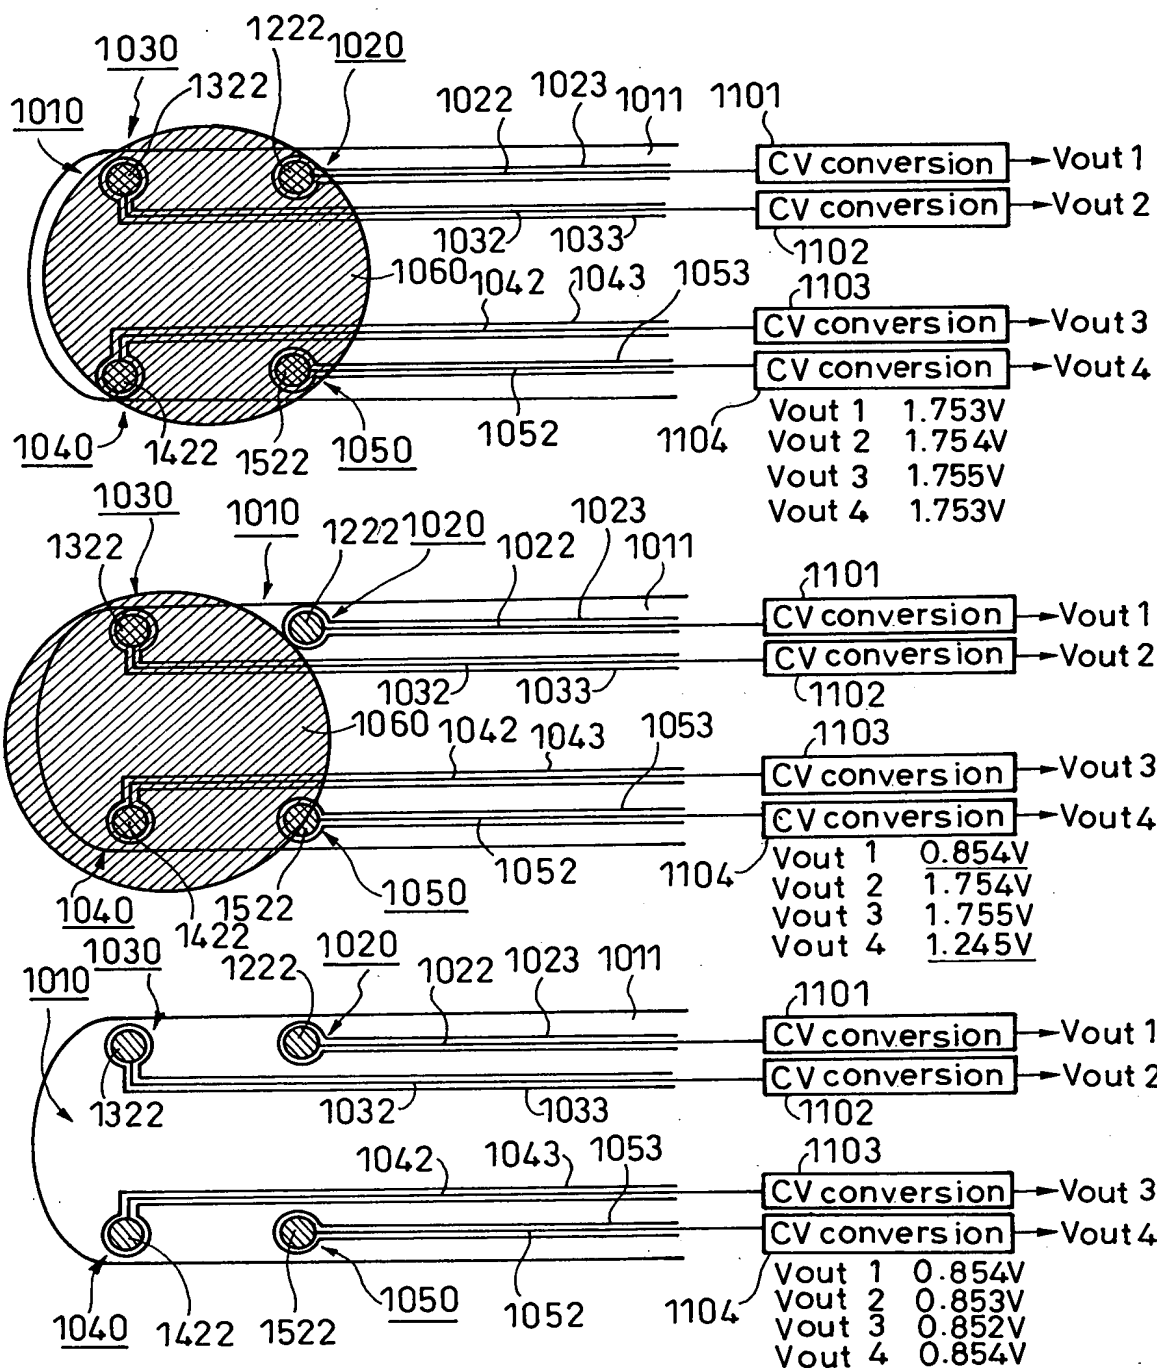 1222
1020
1030
1322
1022
1023
1011
1101
1010
CV conversion
Vout 1
CV conversion
Vout 2
1032
1033
1102
1060
1042
1043
1053
1103
CV conversion
Vout 3
CV conversion
Vout 4
1040
1422
1522
1050
1052
1104
Vout 1 1.753V
Vout 2 1.754V
Vout 3 1.755V
Vout 4 1.753V
1030
1010
1322
1222
1020
1022
1023
1011
1101
CV conversion
Vout 1
CV conversion
Vout 2
1032
1033
1102
1060
1042
1043
1053
1103
CV conversion
Vout 3
CV conversion
Vout 4
1040
1422
1522
1050
1052
1104
Vout 1 0.854V
Vout 2 1.754V
Vout 3 1.755V
Vout 4 1.245V
1030
1010
1222
1020
1022
1023
1011
1101
CV conversion
Vout 1
CV conversion
Vout 2
1322
1032
1033
1102
1042
1043
1053
1103
CV conversion
Vout 3
CV conversion
Vout 4
1040
1422
1522
1050
1052
1104
Vout 1 0.854V
Vout 2 0.853V
Vout 3 0.852V
Vout 4 0.854V